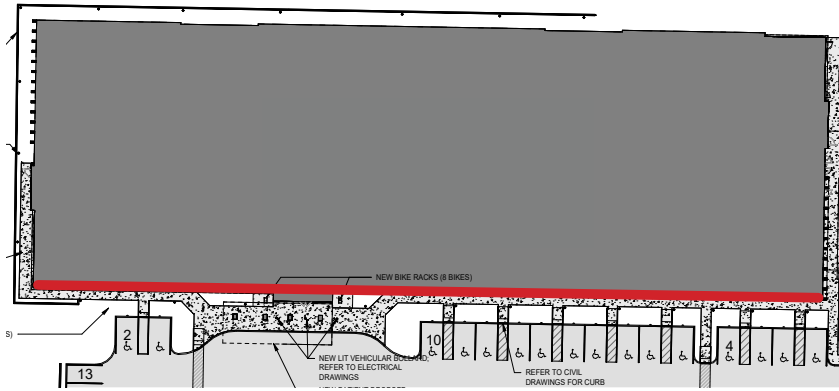 NEW BIKE RACKS (8 BIKES)
S)
2
10
4
NEW LIT VEHICULAR BOLLARD,
REFER TO ELECTRICAL
DRAWINGS
REFER TO CIVIL
DRAWINGS FOR CURB
13